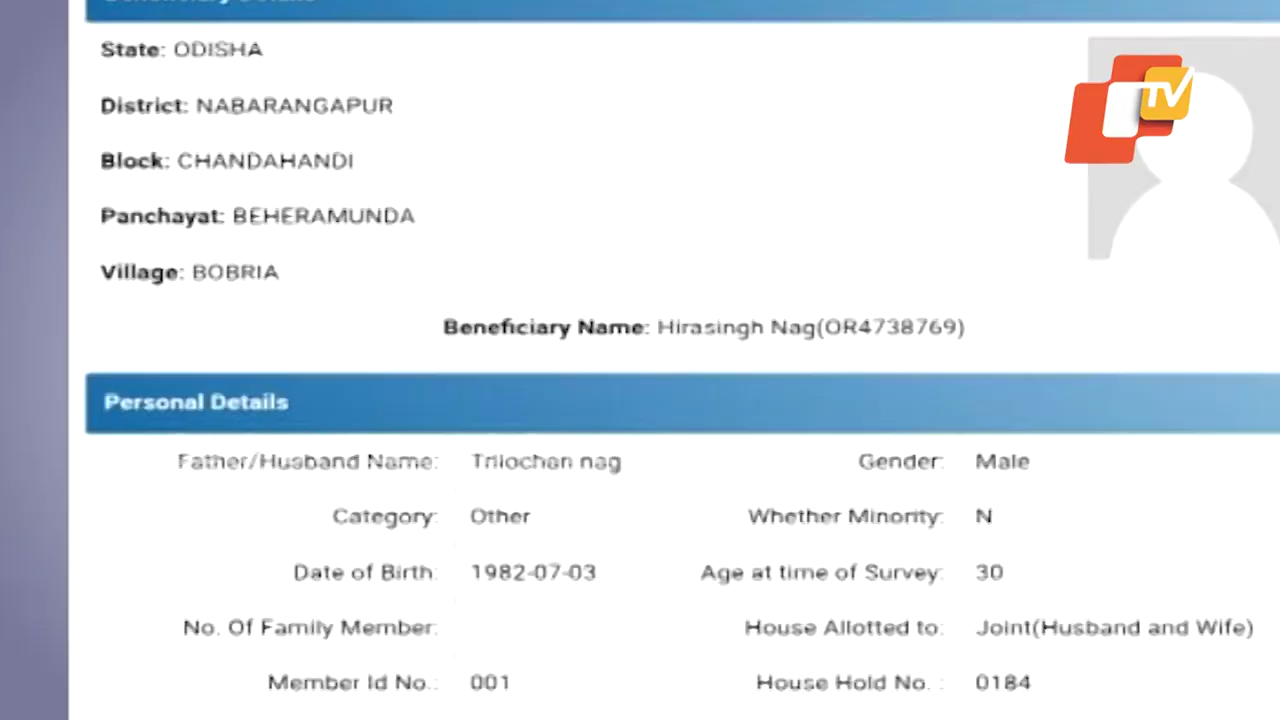 State: ODISHA
TV
District: NABARANGAPUR
Block: CHANDAHANDI
Panchayat: BEHERAMUNDA
Village: BOBRIA
Beneficiary Name: Hirasingh Nag(OR4738769)
Personal Details
Father/Husband Name: Trilochan nag Gender: Male
Category: Other Whether Minority: N
Date of Birth: 1982-07-03 Age at time of Survey: 30
No. Of Family Member: House Allotted to: Joint(Husband and Wife)
Member Id No.: 001 House Hold No. : 0184